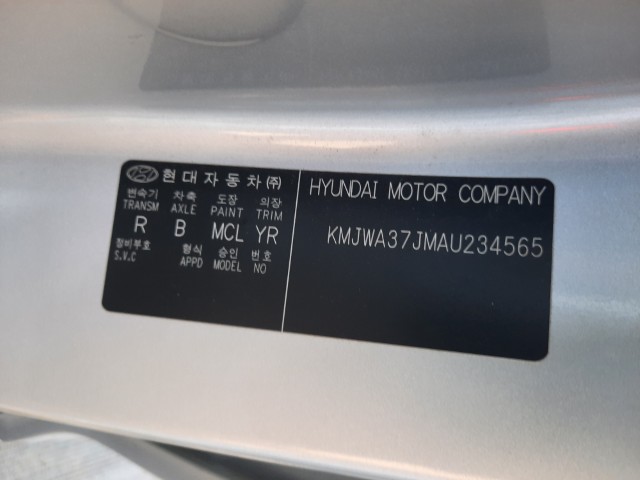 현대자동차(주)
변속기 차축 도장 의장
TRANSM AXLE PAINT TRIM
R B MCL YR
정비부호 형식 승인 번호
S.V.C APPD MODEL NO
HYUNDAI MOTOR COMPANY
KMJWA37JMAU234565